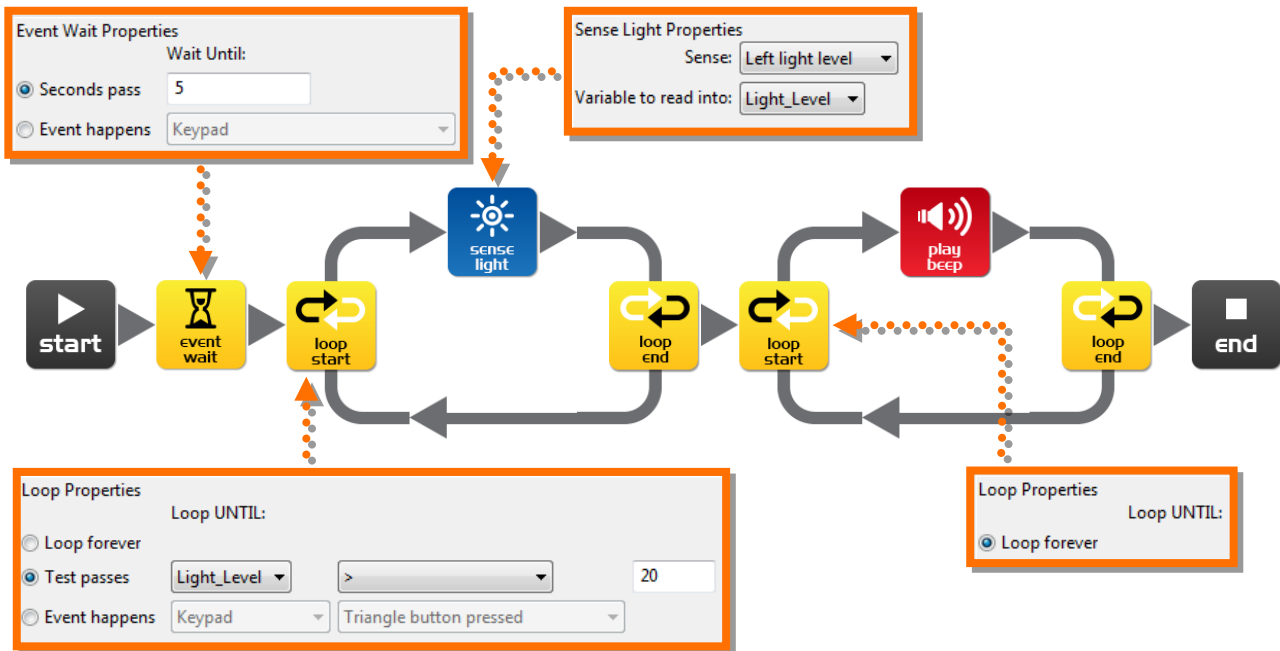 Event Wait Properties
Wait Until:
Seconds pass 5
Event happens Keypad
Sense Light Properties
Sense: Left light level
Variable to read into: Light_Level
start
event
wait
loop
start
sense
light
loop
end
loop
start
play
beep
loop
end
end
Loop Properties
Loop UNTIL:
Loop forever
Test passes Light_Level > 20
Event happens Keypad Triangle button pressed
Loop Properties
Loop UNTIL:
Loop forever